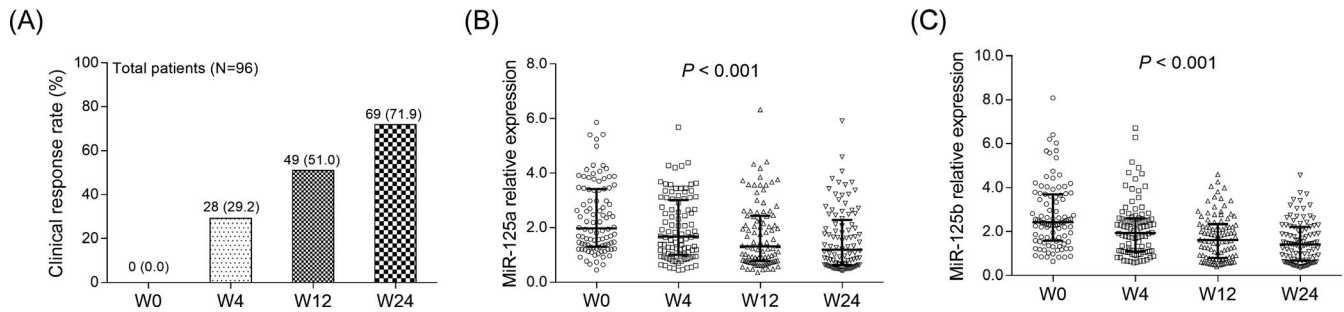 (A)
Clinical response rate (%)
100
80
60
40
20
0
Total patients (N=96)
0 (0.0)
28 (29.2)
49 (51.0)
69 (71.9)
W0 W4 W12 W24
(B)
MiR-125a relative expression
8.0
6.0
4.0
2.0
0.0
P < 0.001
W0 W4 W12 W24
(C)
MiR-125b relative expression
10.0
8.0
6.0
4.0
2.0
0.0
P < 0.001
W0 W4 W12 W24